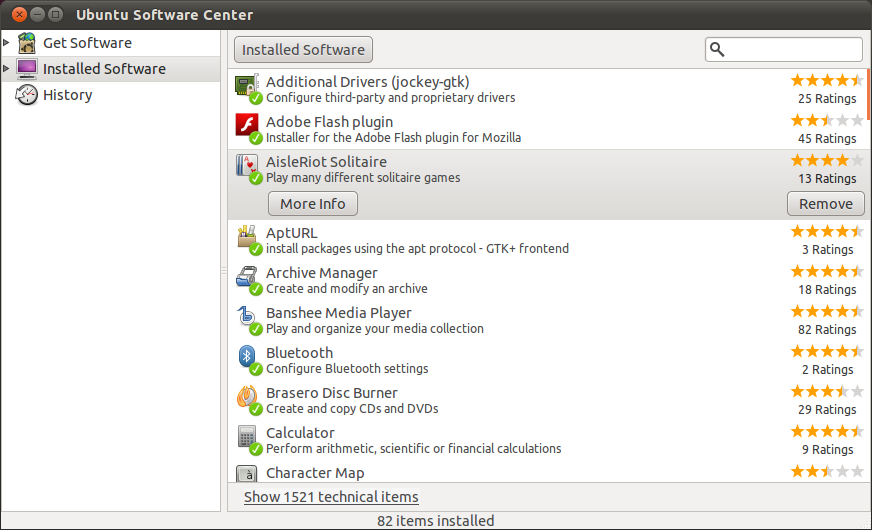 Ubuntu Software Center
Get Software
Installed Software
History
Installed Software
Additional Drivers (jockey-gtk)
Configure third-party and proprietary drivers
25 Ratings
Adobe Flash plugin
Installer for the Adobe Flash plugin for Mozilla
45 Ratings
AisleRiot Solitaire
Play many different solitaire games
13 Ratings
More Info
Remove
AptURL
install packages using the apt protocol - GTK+ frontend
3 Ratings
Archive Manager
Create and modify an archive
18 Ratings
Banshee Media Player
Play and organize your media collection
82 Ratings
Bluetooth
Configure Bluetooth settings
2 Ratings
Brasero Disc Burner
Create and copy CDs and DVDs
29 Ratings
Calculator
Perform arithmetic, scientific or financial calculations
9 Ratings
Character Map
Show 1521 technical items
82 items installed